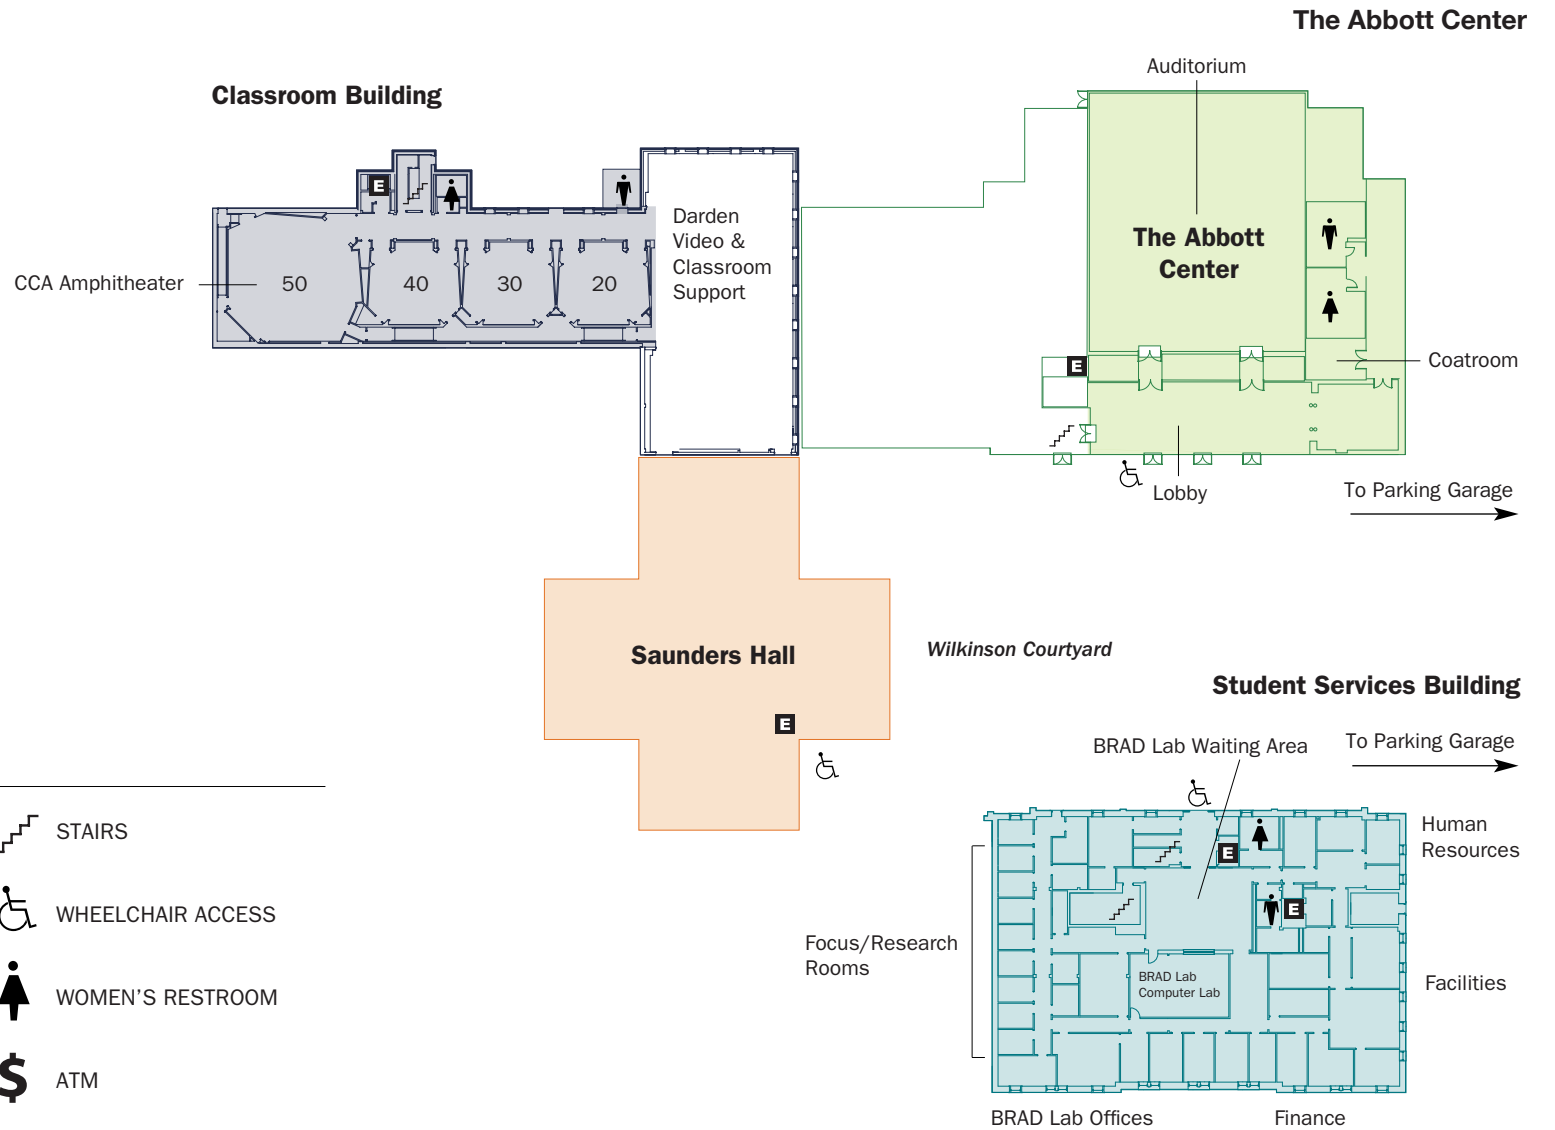 The Abbott Center
Auditorium
Classroom Building
E
Darden
Video &
Classroom
Support
CCA Amphitheater
50
40
30
20
The Abbott
Center
E
Coatroom
Lobby
To Parking Garage
Saunders Hall
E
Wilkinson Courtyard
Student Services Building
BRAD Lab Waiting Area
To Parking Garage
STAIRS
WHEELCHAIR ACCESS
WOMEN'S RESTROOM
$
ATM
Human
Resources
E
E
Focus/Research
Rooms
BRAD Lab
Computer Lab
Facilities
BRAD Lab Offices
Finance